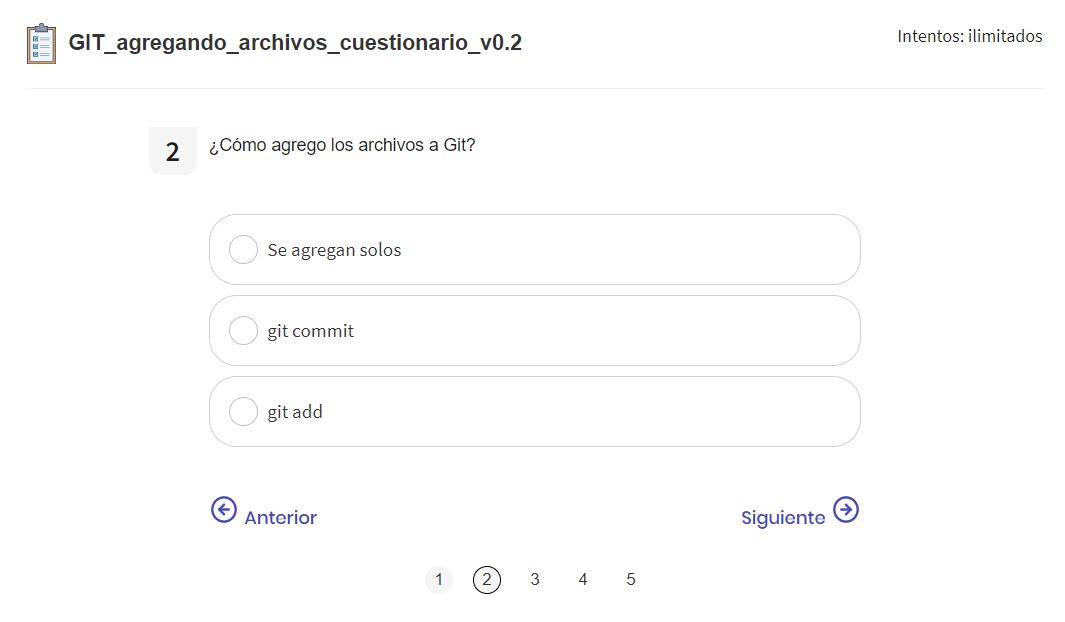 GIT_agregando_archivos_cuestionario_v0.2
Intentos: ilimitados
2
¿Cómo agrego los archivos a Git?
Se agregan solos
git commit
git add
Anterior
Siguiente
1 2 3 4 5